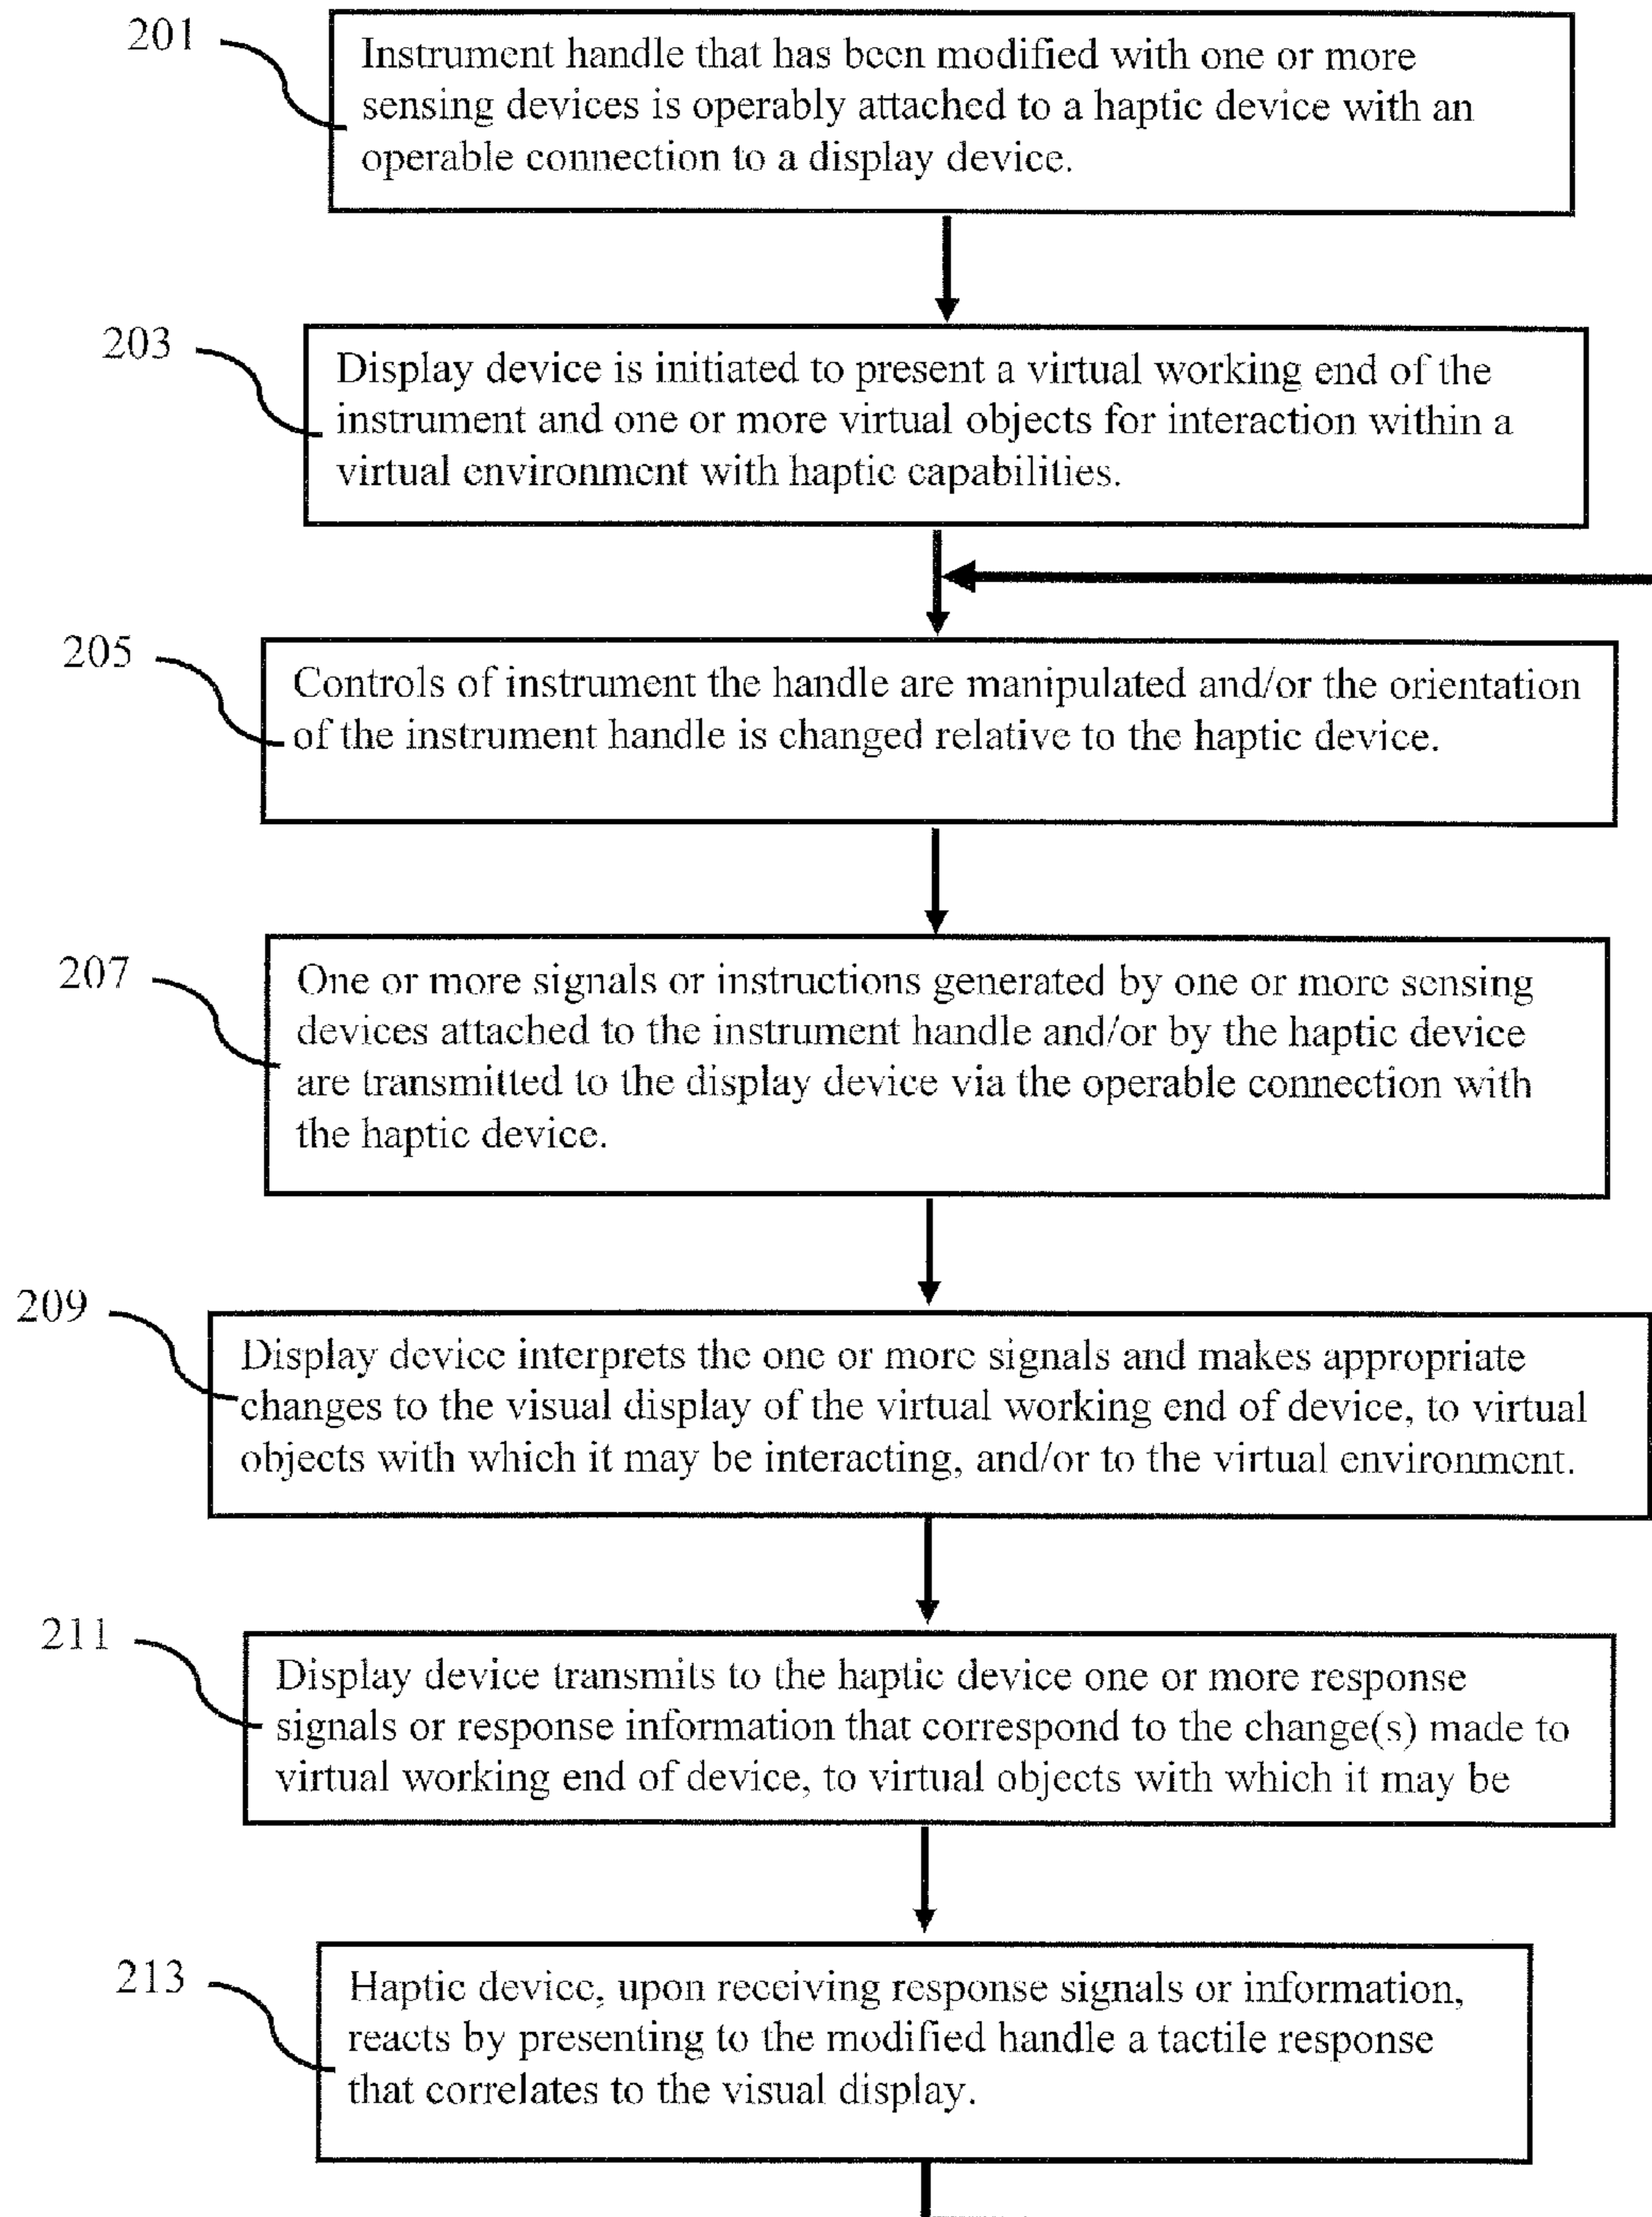 201
Instrument handle that has been modified with one or more
sensing devices is operably attached to a haptic device with an
operable connection to a display device.
203
Display device is initiated to present a virtual working end of the
instrument and one or more virtual objects for interaction within a
virtual environment with haptic capabilities.
205
Controls of instrument the handle are manipulated and/or the orientation
of the instrument handle is changed relative to the haptic device.
207
One or more signals or instructions generated by one or more sensing
devices attached to the instrument handle and/or by the haptic device
are transmitted to the display device via the operable connection with
the haptic device.
209
Display device interprets the one or more signals and makes appropriate
changes to the visual display of the virtual working end of device, to virtual
objects with which it may be interacting, and/or to the virtual environment.
211
Display device transmits to the haptic device one or more response
signals or response information that correspond to the change(s) made to
virtual working end of device, to virtual objects with which it may be
213
Haptic device, upon receiving response signals or information,
reacts by presenting to the modified handle a tactile response
that correlates to the visual display.